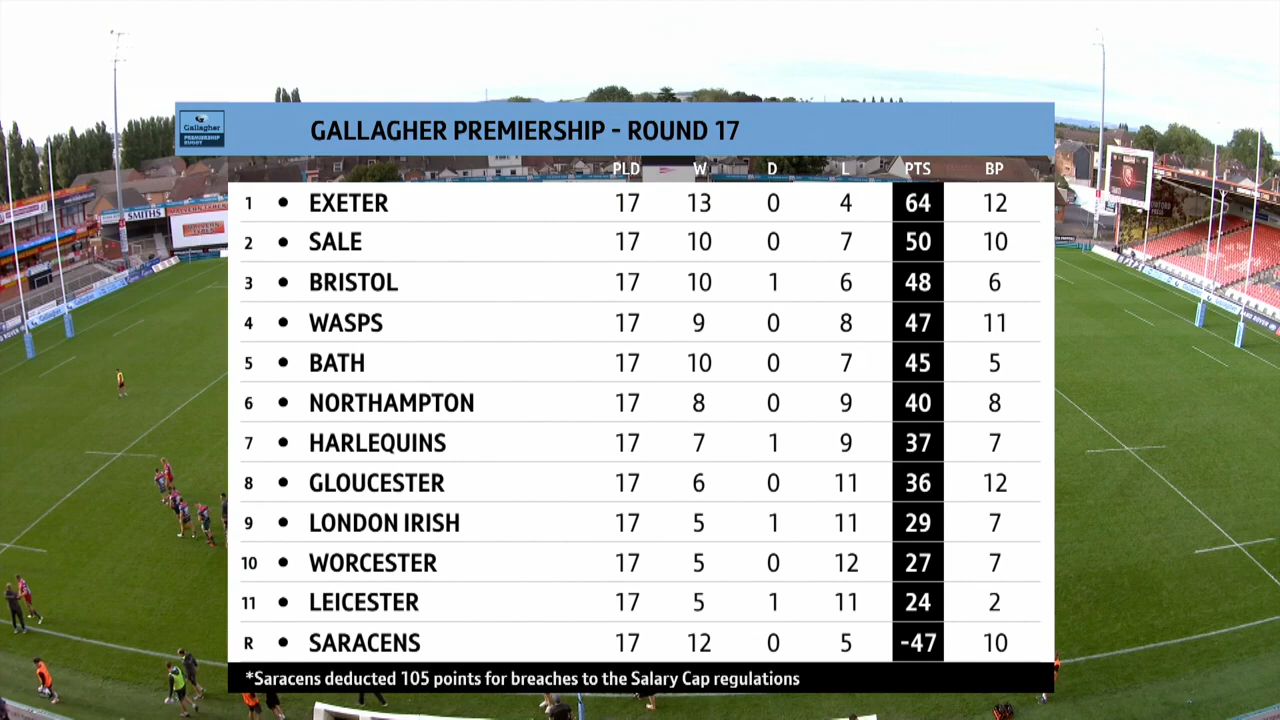 Gallagher
PREMIERSHIP
RUGBY
GALLAGHER PREMIERSHIP - ROUND 17
PLD W D L PTS BP
1 • EXETER 17 13 0 4 64 12
2 • SALE 17 10 0 7 50 10
3 • BRISTOL 17 10 1 6 48 6
4 • WASPS 17 9 0 8 47 11
5 • BATH 17 10 0 7 45 5
6 • NORTHAMPTON 17 8 0 9 40 8
7 • HARLEQUINS 17 7 1 9 37 7
8 • GLOUCESTER 17 6 0 11 36 12
9 • LONDON IRISH 17 5 1 11 29 7
10 • WORCESTER 17 5 0 12 27 7
11 • LEICESTER 17 5 1 11 24 2
R • SARACENS 17 12 0 5 -47 10
*Saracens deducted 105 points for breaches to the Salary Cap regulations
SMITHS